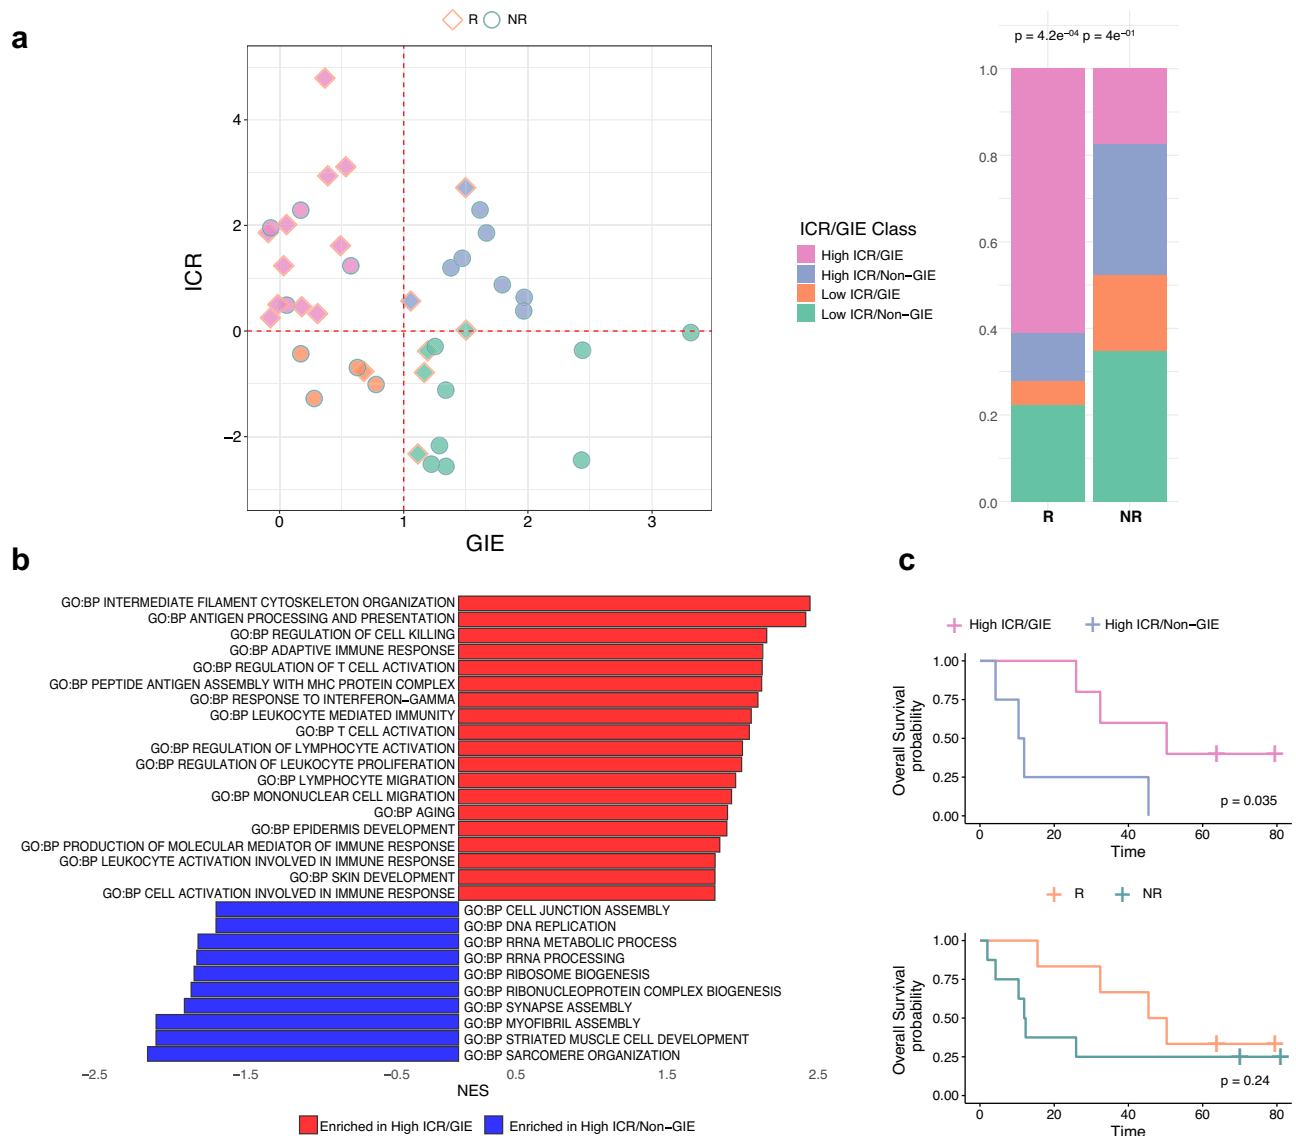 a
R NR
p = 4.2e−04 p = 4e−01
ICR
4
2
0
−2
0 1 2 3
GIE
ICR/GIE Class
High ICR/GIE
High ICR/Non−GIE
Low ICR/GIE
Low ICR/Non−GIE
1.0
0.8
0.6
0.4
0.2
0.0
R NR
b
GO:BP INTERMEDIATE FILAMENT CYTOSKELETON ORGANIZATION
GO:BP ANTIGEN PROCESSING AND PRESENTATION
GO:BP REGULATION OF CELL KILLING
GO:BP ADAPTIVE IMMUNE RESPONSE
GO:BP REGULATION OF T CELL ACTIVATION
GO:BP PEPTIDE ANTIGEN ASSEMBLY WITH MHC PROTEIN COMPLEX
GO:BP RESPONSE TO INTERFERON−GAMMA
GO:BP LEUKOCYTE MEDIATED IMMUNITY
GO:BP T CELL ACTIVATION
GO:BP REGULATION OF LYMPHOCYTE ACTIVATION
GO:BP REGULATION OF LEUKOCYTE PROLIFERATION
GO:BP LYMPHOCYTE MIGRATION
GO:BP MONONUCLEAR CELL MIGRATION
GO:BP AGING
GO:BP EPIDERMIS DEVELOPMENT
GO:BP PRODUCTION OF MOLECULAR MEDIATOR OF IMMUNE RESPONSE
GO:BP LEUKOCYTE ACTIVATION INVOLVED IN IMMUNE RESPONSE
GO:BP SKIN DEVELOPMENT
GO:BP CELL ACTIVATION INVOLVED IN IMMUNE RESPONSE
GO:BP CELL JUNCTION ASSEMBLY
GO:BP DNA REPLICATION
GO:BP RRNA METABOLIC PROCESS
GO:BP RRNA PROCESSING
GO:BP RIBOSOME BIOGENESIS
GO:BP RIBONUCLEOPROTEIN COMPLEX BIOGENESIS
GO:BP SYNAPSE ASSEMBLY
GO:BP MYOFIBRIL ASSEMBLY
GO:BP STRIATED MUSCLE CELL DEVELOPMENT
GO:BP SARCOMERE ORGANIZATION
−2.5 −1.5 −0.5 0.5 1.5 2.5
NES
Enriched in High ICR/GIE Enriched in High ICR/Non−GIE
c
High ICR/GIE High ICR/Non−GIE
Overall Survival
probability
1.00
0.75
0.50
0.25
0.00
p = 0.035
0 20 40 60 80
Time
R NR
Overall Survival
probability
1.00
0.75
0.50
0.25
0.00
p = 0.24
0 20 40 60 80
Time